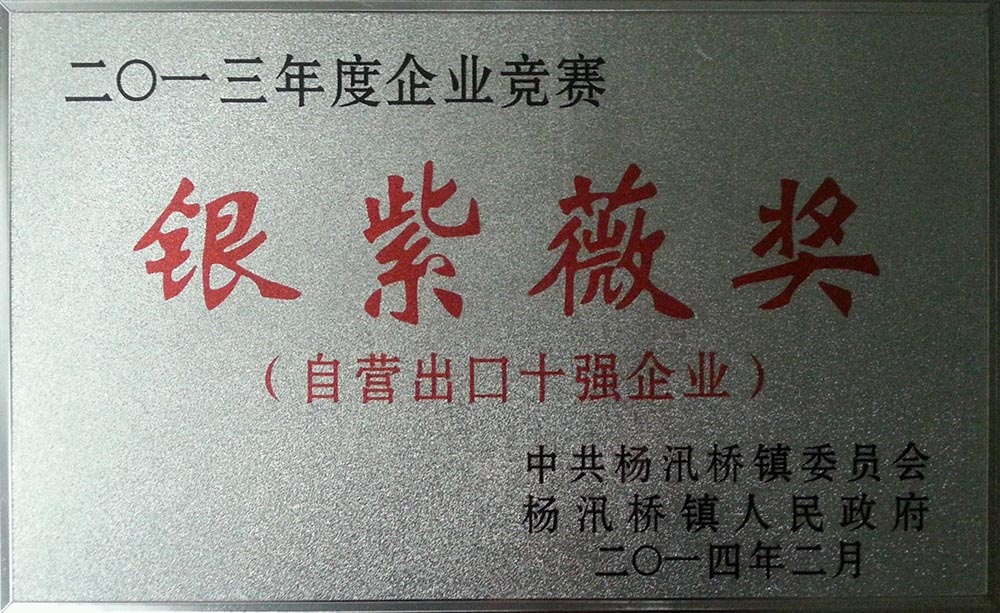 二〇一三年度企业竞赛
银紫薇奖
（自营出口十强企业）
中共杨汛桥镇委员会
杨汛桥镇人民政府
二〇一四年二月